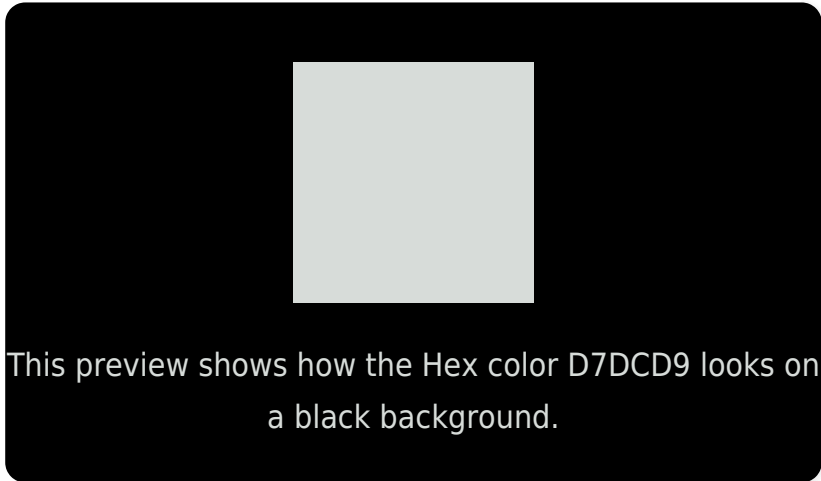 This preview shows how the Hex color D7DCD9 looks on
a black background.